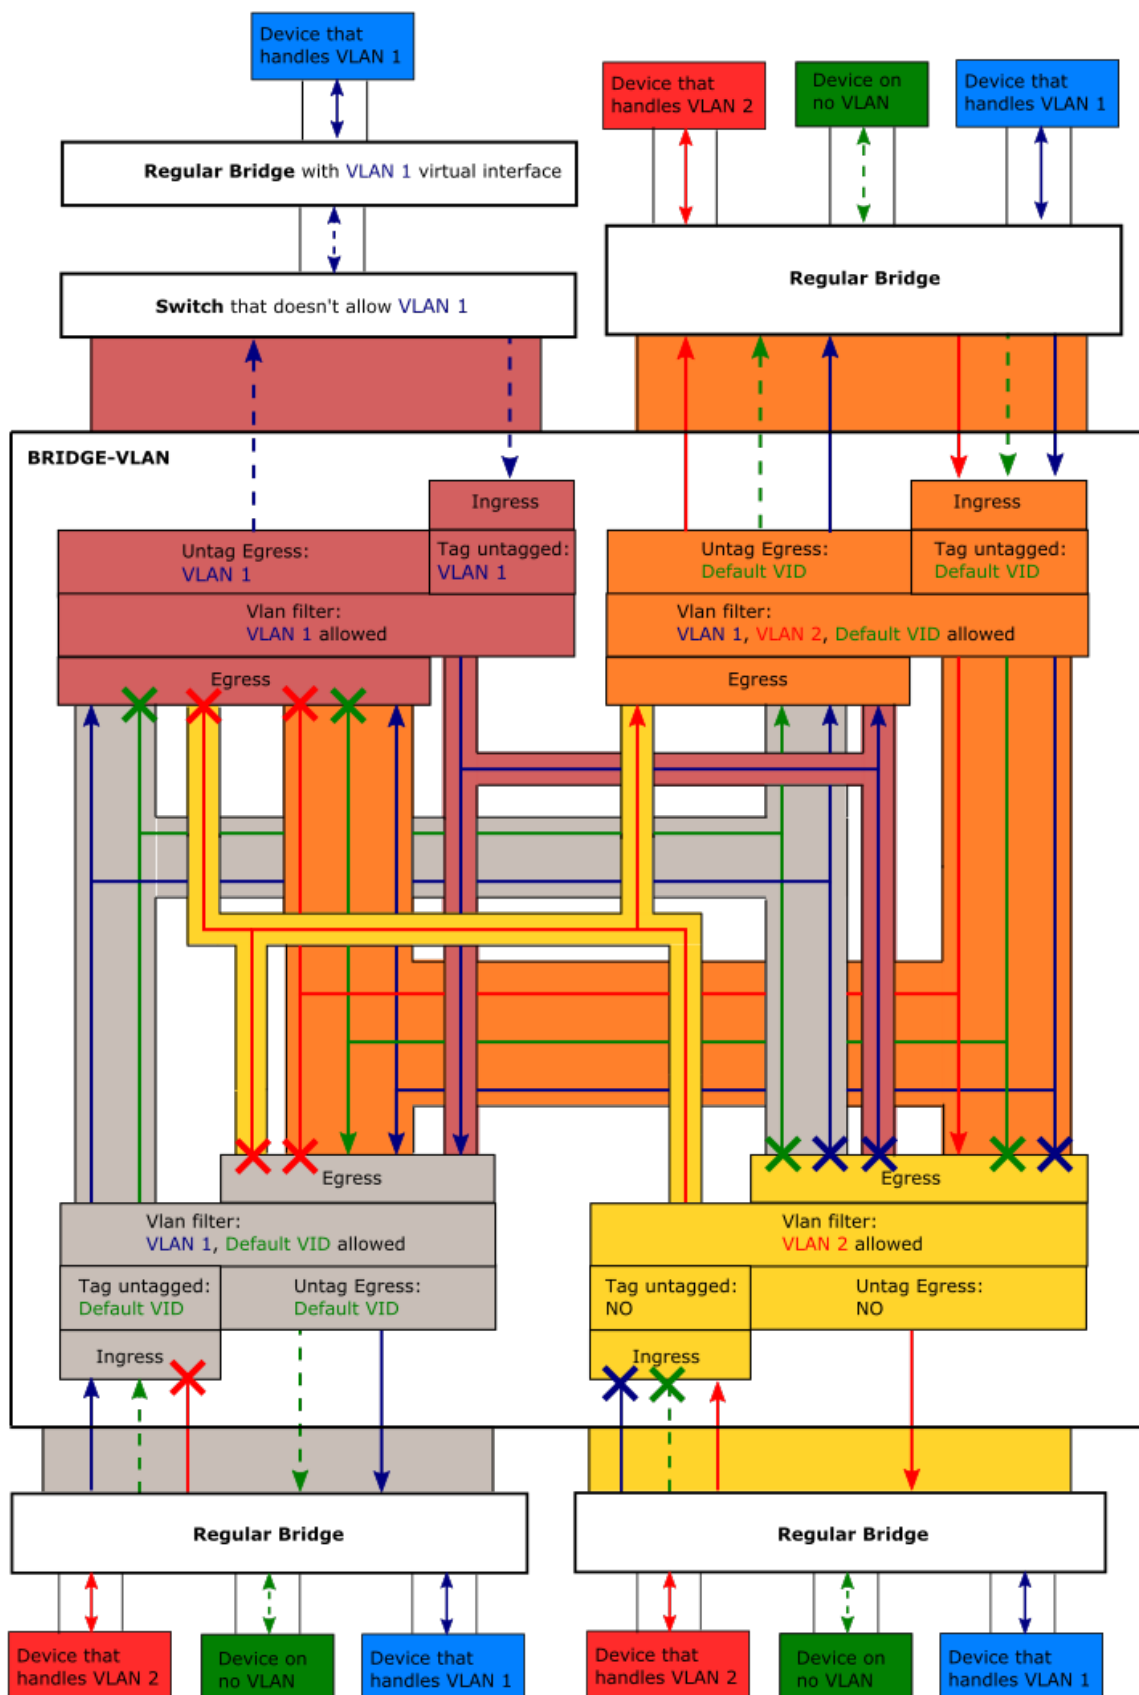 Device that
handles VLAN 1
Device that
handles VLAN 2
Device on
no VLAN
Device that
handles VLAN 1
Regular Bridge with VLAN 1 virtual interface
Switch that doesn't allow VLAN 1
Regular Bridge
BRIDGE-VLAN
Ingress
Untag Egress:
VLAN 1
Tag untagged:
VLAN 1
Vlan filter:
VLAN 1 allowed
Egress
Ingress
Untag Egress:
Default VID
Tag untagged:
Default VID
Vlan filter:
VLAN 1, VLAN 2, Default VID allowed
Egress
Egress
Vlan filter:
VLAN 1, Default VID allowed
Tag untagged:
Default VID
Untag Egress:
Default VID
Ingress
Egress
Vlan filter:
VLAN 2 allowed
Tag untagged:
NO
Untag Egress:
NO
Ingress
Regular Bridge
Regular Bridge
Device that
handles VLAN 2
Device on
no VLAN
Device that
handles VLAN 1
Device that
handles VLAN 2
Device on
no VLAN
Device that
handles VLAN 1